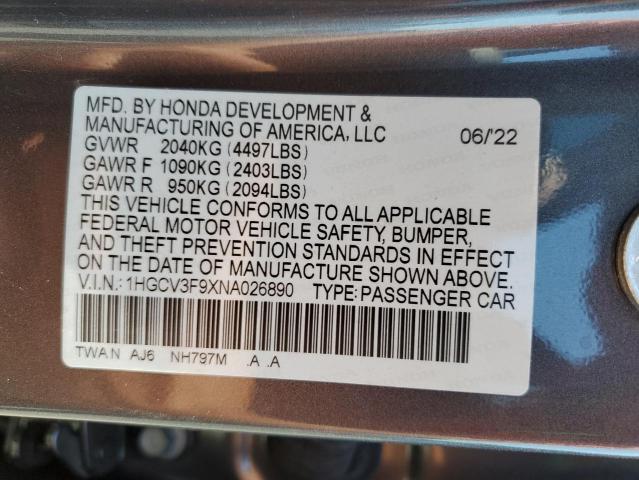 MFD. BY HONDA DEVELOPMENT &
MANUFACTURING OF AMERICA, LLC 06/'22
GVWR 2040KG (4497LBS)
GAWR F 1090KG (2403LBS)
GAWR R 950KG (2094LBS)
THIS VEHICLE CONFORMS TO ALL APPLICABLE
FEDERAL MOTOR VEHICLE SAFETY, BUMPER,
AND THEFT PREVENTION STANDARDS IN EFFECT
ON THE DATE OF MANUFACTURE SHOWN ABOVE.
V.I.N.: 1HGCV3F9XNA026890 TYPE: PASSENGER CAR
TWAN AJ6 NH797M .A .A